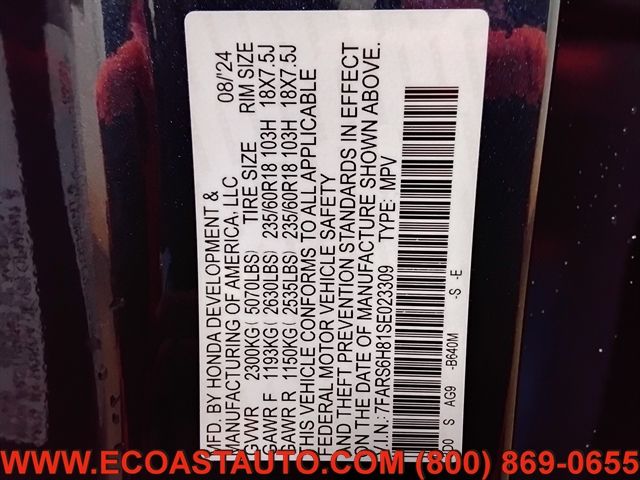 MFD. BY HONDA DEVELOPMENT & 08/'24
MANUFACTURING OF AMERICA, LLC
GVWR 2300KG( 5070LBS) TIRE SIZE RIM SIZE
GAWR F 1193KG( 2630LBS) 235/60R18 103H 18X7.5J
GAWR R 1150KG( 2535LBS) 235/60R18 103H 18X7.5J
THIS VEHICLE CONFORMS TO ALL APPLICABLE
FEDERAL MOTOR VEHICLE SAFETY
AND THEFT PREVENTION STANDARDS IN EFFECT
ON THE DATE OF MANUFACTURE SHOWN ABOVE.
V.I.N.: 7FARS6H81SE023309 TYPE: MPV
S AG9 -B640M -S -E
WWW.ECOASTAUTO.COM (800) 869-0655